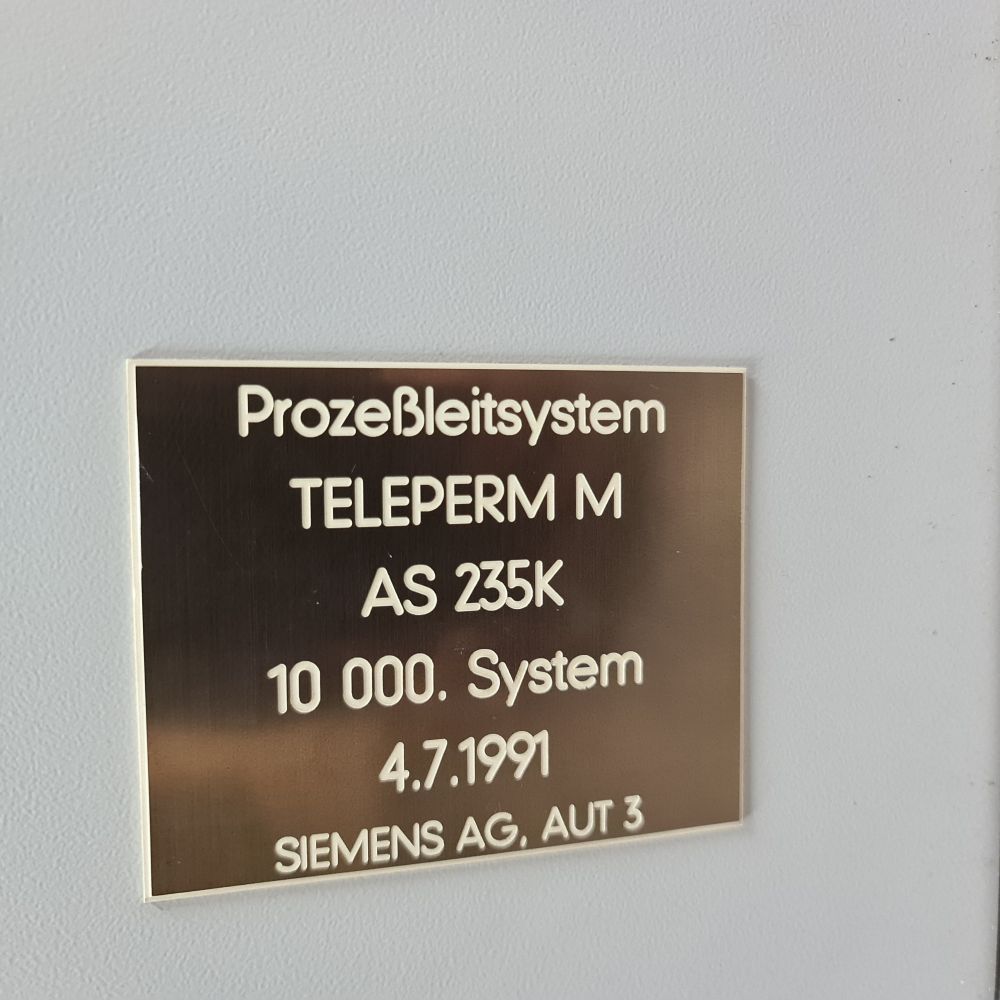 Prozeßleitsystem
TELEPERM M
AS 235K
10 000. System
4.7.1991
SIEMENS AG, AUT 3